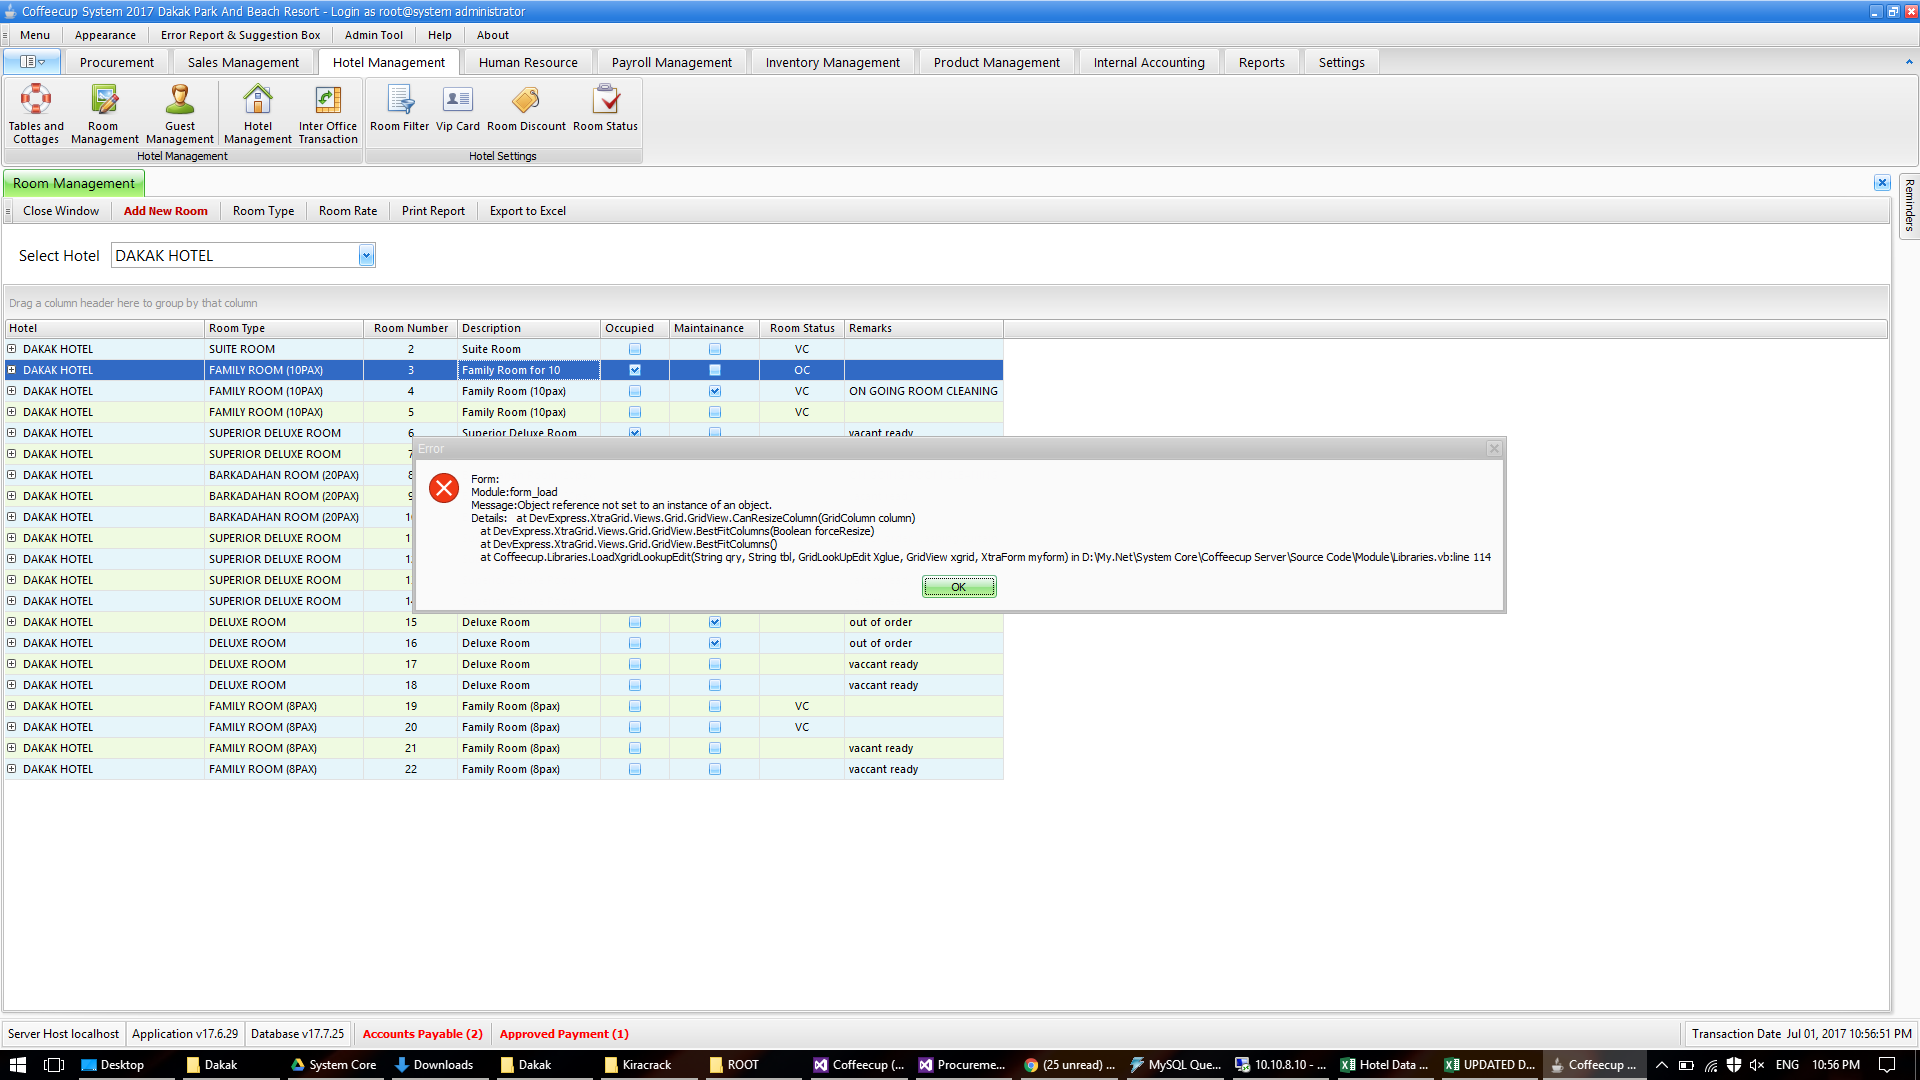 Coffeecup System 2017 Dakak Park And Beach Resort - Login as root@system administrator
Menu Appearance Error Report & Suggestion Box Admin Tool Help About
Procurement Sales Management Hotel Management Human Resource Payroll Management Inventory Management Product Management Internal Accounting Reports Settings
Tables and Cottages Room Management Guest Management Hotel Management Inter Office Transaction Room Filter Vip Card Room Discount Room Status
Hotel Management Hotel Settings
Room Management
Reminders
Close Window Add New Room Room Type Room Rate Print Report Export to Excel
Select Hotel DAKAK HOTEL
Drag a column header here to group by that column
Hotel Room Type Room Number Description Occupied Maintainance Room Status Remarks
DAKAK HOTEL SUITE ROOM 2 Suite Room VC
DAKAK HOTEL FAMILY ROOM (10PAX) 3 Family Room for 10 OC
DAKAK HOTEL FAMILY ROOM (10PAX) 4 Family Room (10pax) VC ON GOING ROOM CLEANING
DAKAK HOTEL FAMILY ROOM (10PAX) 5 Family Room (10pax) VC
DAKAK HOTEL SUPERIOR DELUXE ROOM 6 Superior Deluxe Room vacant ready
DAKAK HOTEL SUPERIOR DELUXE ROOM
DAKAK HOTEL BARKADAHAN ROOM (20PAX)
DAKAK HOTEL BARKADAHAN ROOM (20PAX)
DAKAK HOTEL BARKADAHAN ROOM (20PAX)
DAKAK HOTEL SUPERIOR DELUXE ROOM
DAKAK HOTEL SUPERIOR DELUXE ROOM
DAKAK HOTEL SUPERIOR DELUXE ROOM
DAKAK HOTEL SUPERIOR DELUXE ROOM
Error
Form:
Module:form_load
Message:Object reference not set to an instance of an object.
Details: at DevExpress.XtraGrid.Views.Grid.GridView.CanResizeColumn(GridColumn column)
at DevExpress.XtraGrid.Views.Grid.GridView.BestFitColumns(Boolean forceResize)
at DevExpress.XtraGrid.Views.Grid.GridView.BestFitColumns()
at Coffeecup.Libraries.LoadXgridLookupEdit(String qry, String tbl, GridLookUpEdit Xglue, GridView xgrid, XtraForm myform) in D:\My.Net\System Core\Coffeecup Server\Source Code\Module\Libraries.vb:line 114
OK
DAKAK HOTEL DELUXE ROOM 15 Deluxe Room out of order
DAKAK HOTEL DELUXE ROOM 16 Deluxe Room out of order
DAKAK HOTEL DELUXE ROOM 17 Deluxe Room vaccant ready
DAKAK HOTEL DELUXE ROOM 18 Deluxe Room vaccant ready
DAKAK HOTEL FAMILY ROOM (8PAX) 19 Family Room (8pax) VC
DAKAK HOTEL FAMILY ROOM (8PAX) 20 Family Room (8pax) VC
DAKAK HOTEL FAMILY ROOM (8PAX) 21 Family Room (8pax) vacant ready
DAKAK HOTEL FAMILY ROOM (8PAX) 22 Family Room (8pax) vaccant ready
Server Host localhost Application v17.6.29 Database v17.7.25 Accounts Payable (2) Approved Payment (1) Transaction Date Jul 01, 2017 10:56:51 PM
Desktop Dakak System Core Downloads Dakak Kiracrack ROOT Coffeecup (... Procureme... (25 unread) ... MySQL Que... 10.10.8.10 - ... Hotel Data ... UPDATED D... Coffeecup ... ENG 10:56 PM